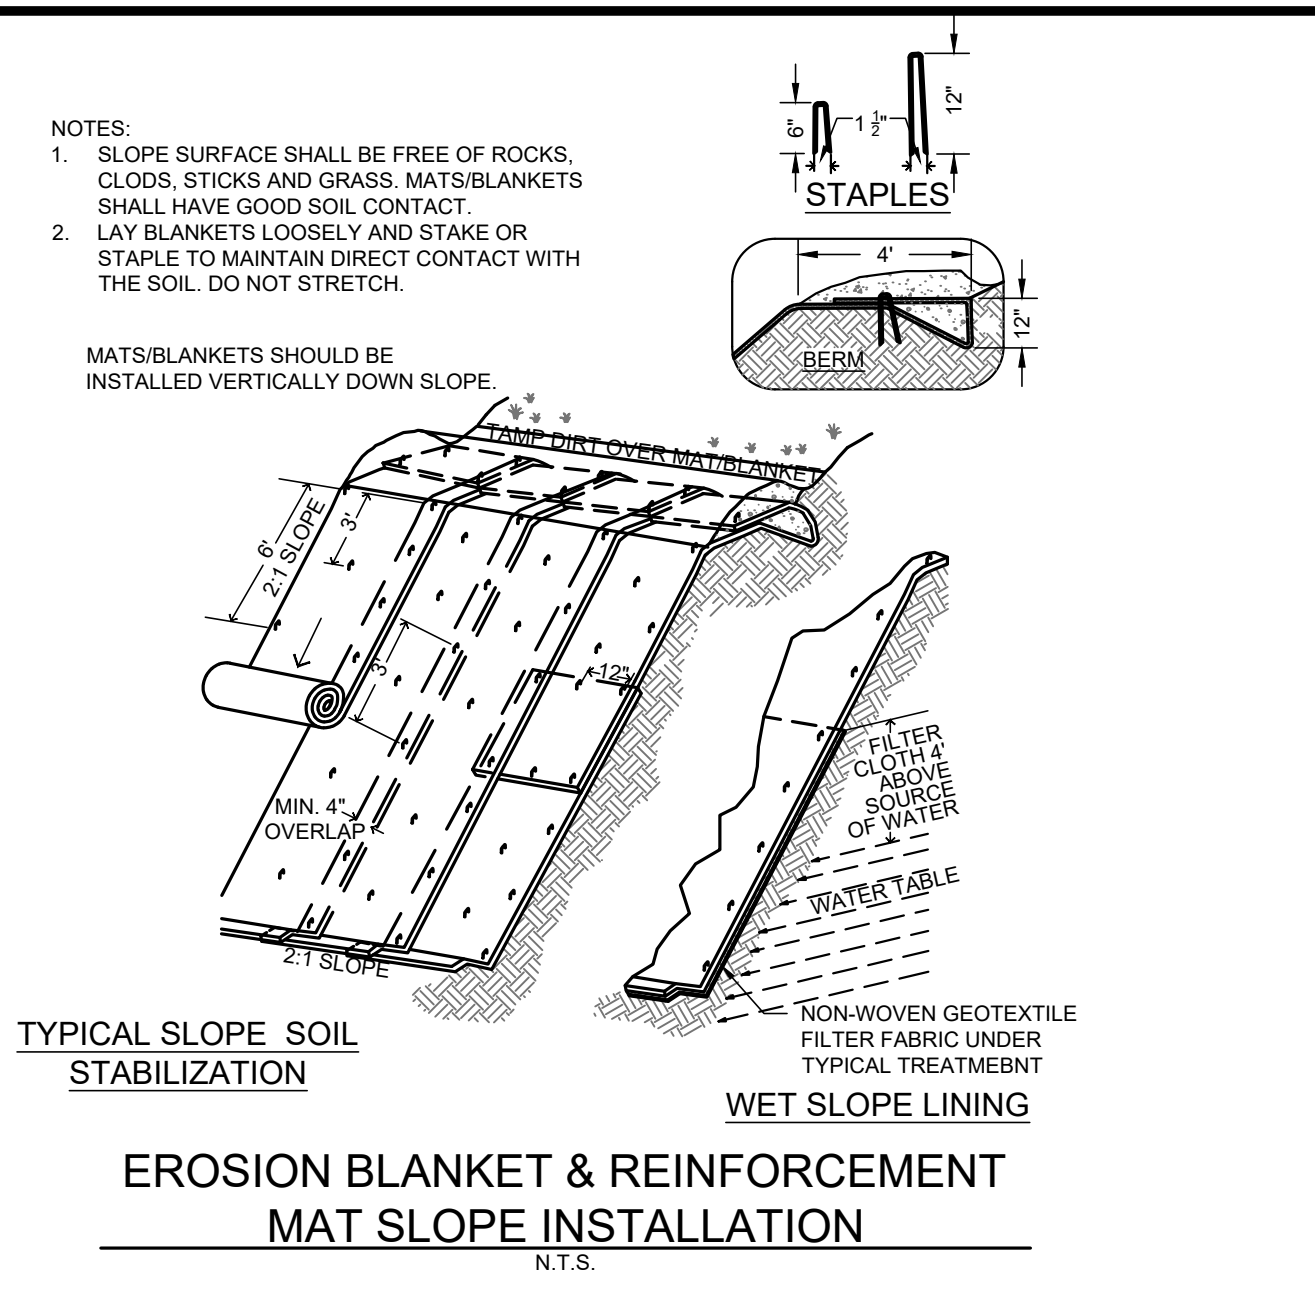 NOTES:
1. SLOPE SURFACE SHALL BE FREE OF ROCKS,
CLODS, STICKS AND GRASS. MATS/BLANKETS
SHALL HAVE GOOD SOIL CONTACT.
2. LAY BLANKETS LOOSELY AND STAKE OR
STAPLE TO MAINTAIN DIRECT CONTACT WITH
THE SOIL. DO NOT STRETCH.
MATS/BLANKETS SHOULD BE
INSTALLED VERTICALLY DOWN SLOPE.
6"
1 1/2"
12"
STAPLES
4'
12"
BERM
TAMP DIRT OVER MAT/BLANKET
6'
2:1 SLOPE
3'
3'
12"
MIN. 4"
OVERLAP
2:1 SLOPE
TYPICAL SLOPE SOIL
STABILIZATION
FILTER
CLOTH 4'
ABOVE
SOURCE
OF WATER
WATER TABLE
NON-WOVEN GEOTEXTILE
FILTER FABRIC UNDER
TYPICAL TREATMEBNT
WET SLOPE LINING
EROSION BLANKET & REINFORCEMENT
MAT SLOPE INSTALLATION
N.T.S.